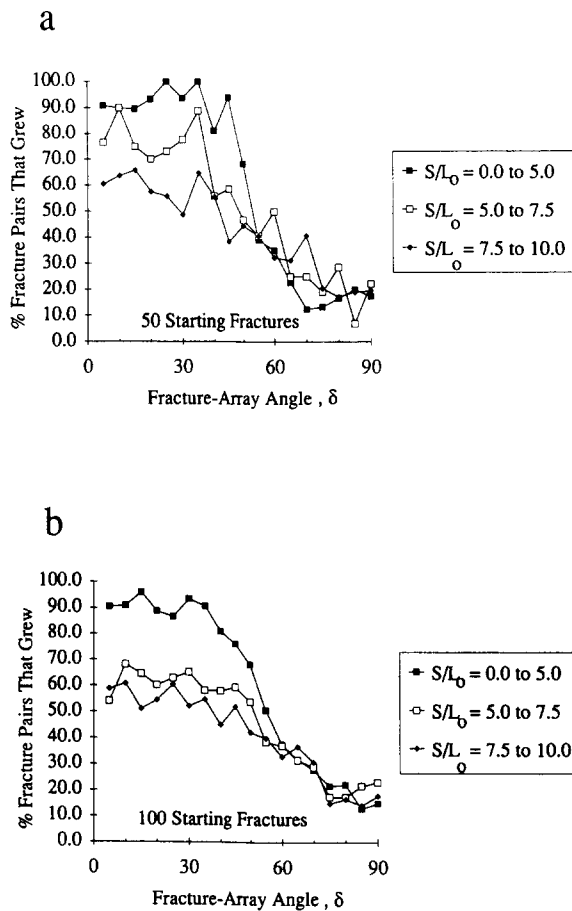 a
100.0
90.0
80.0
70.0
60.0
50.0
40.0
30.0
20.0
10.0
0.0
% Fracture Pairs That Grew
50 Starting Fractures
0 30 60 90
Fracture-Array Angle , δ
S/Lo = 0.0 to 5.0
S/Lo = 5.0 to 7.5
S/Lo = 7.5 to 10.0
b
100.0
90.0
80.0
70.0
60.0
50.0
40.0
30.0
20.0
10.0
0.0
% Fracture Pairs That Grew
100 Starting Fractures
0 30 60 90
Fracture-Array Angle , δ
S/Lo = 0.0 to 5.0
S/Lo = 5.0 to 7.5
S/Lo = 7.5 to 10.0